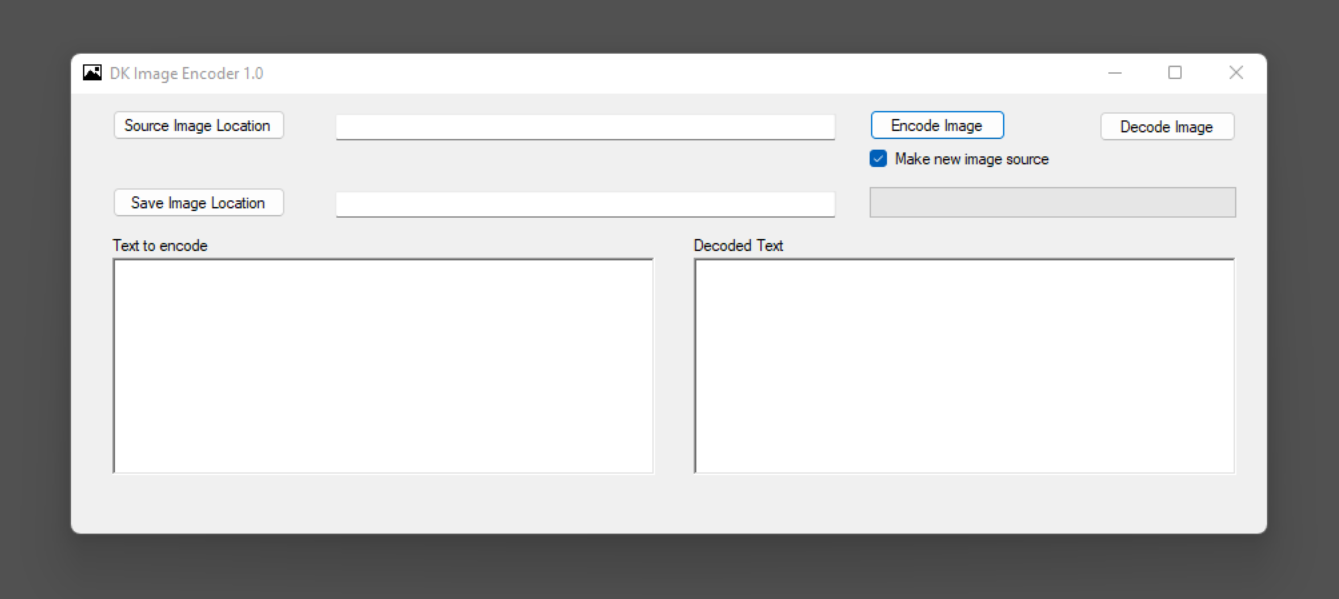 DK Image Encoder 1.0
Source Image Location
Encode Image
Decode Image
Make new image source
Save Image Location
Text to encode
Decoded Text